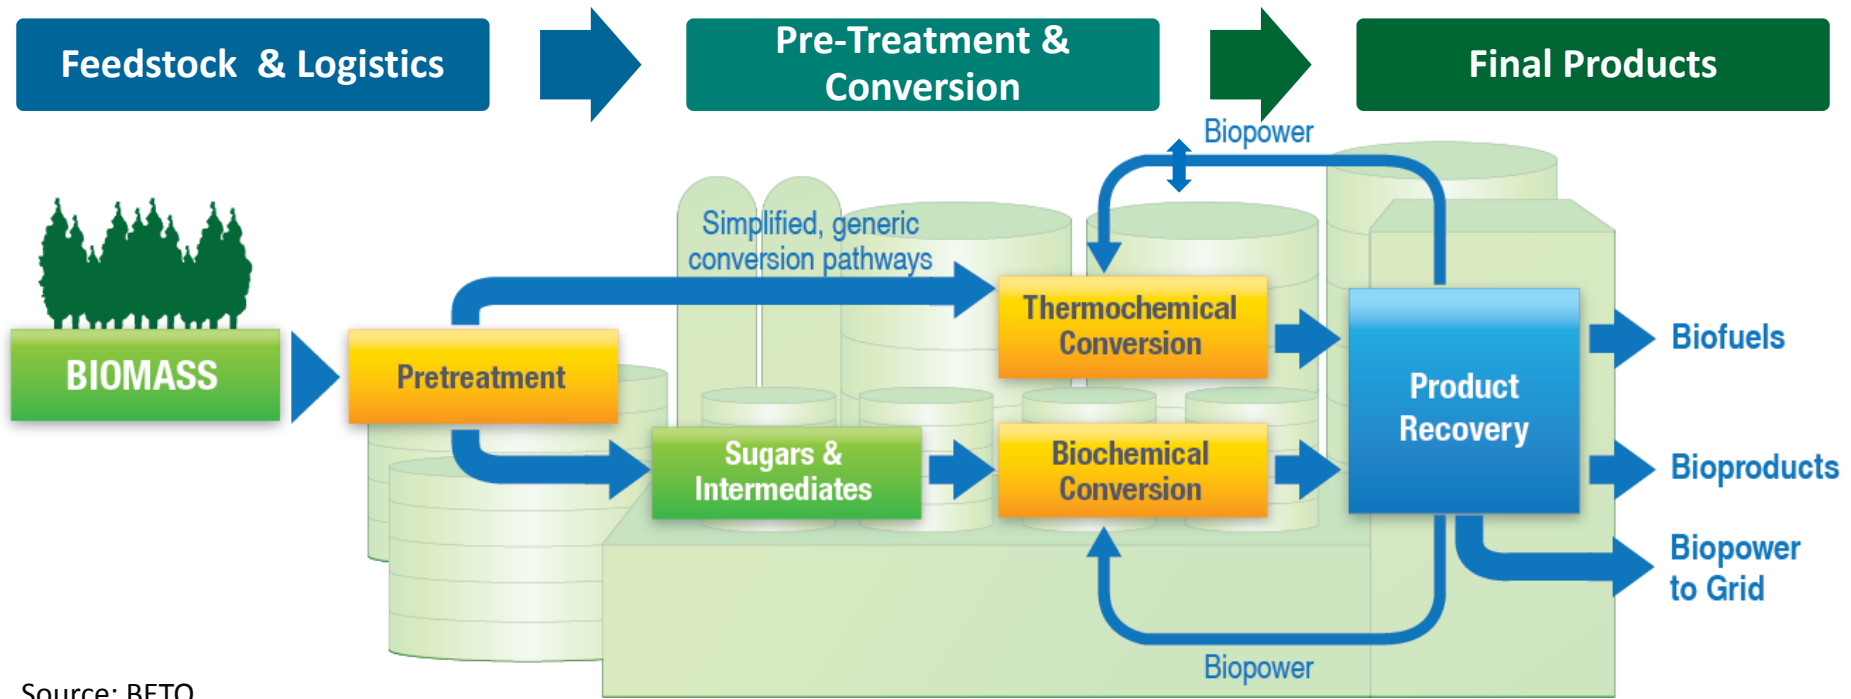 Feedstock & Logistics
Pre-Treatment &
Conversion
Final Products
Biopower
Simplified, generic
conversion pathways
BIOMASS
Pretreatment
Thermochemical
Conversion
Sugars &
Intermediates
Biochemical
Conversion
Product
Recovery
Biofuels
Bioproducts
Biopower
to Grid
Biopower
Source: BETO